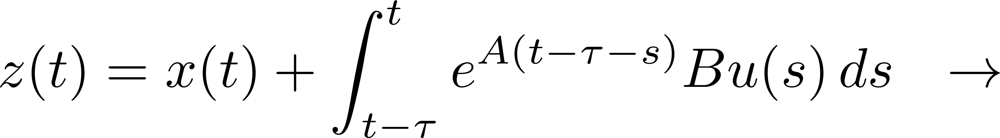 z(t) = x(t) + ∫_{t−τ}^{t} e^{A(t−τ−s)} Bu(s) ds →